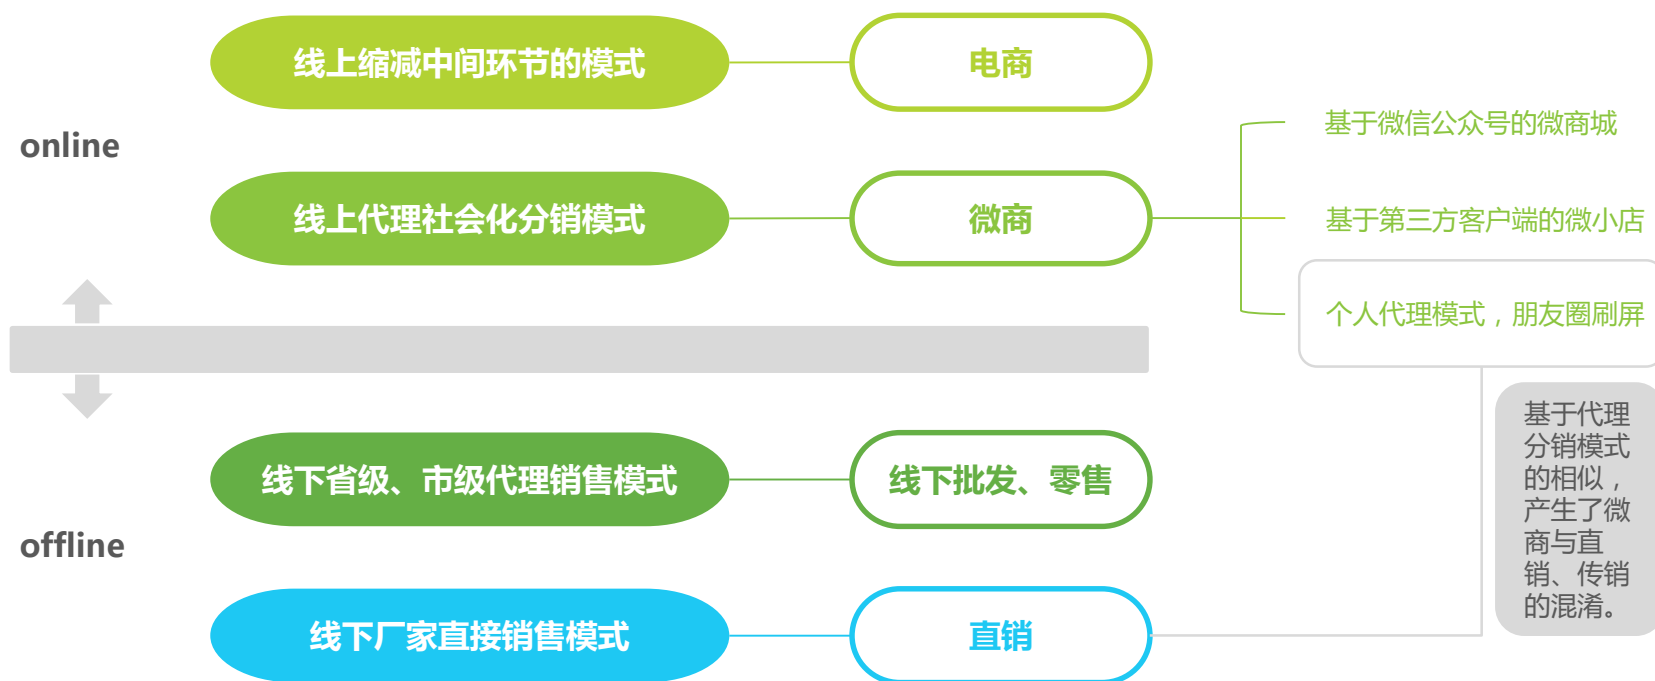 线上缩减中间环节的模式
电商
online
基于微信公众号的微商城
线上代理社会化分销模式
微商
基于第三方客户端的微小店
个人代理模式，朋友圈刷屏
线下省级、市级代理销售模式
线下批发、零售
offline
基于代理
分销模式
的相似，
产生了微
商与直
销、传销
的混淆。
线下厂家直接销售模式
直销